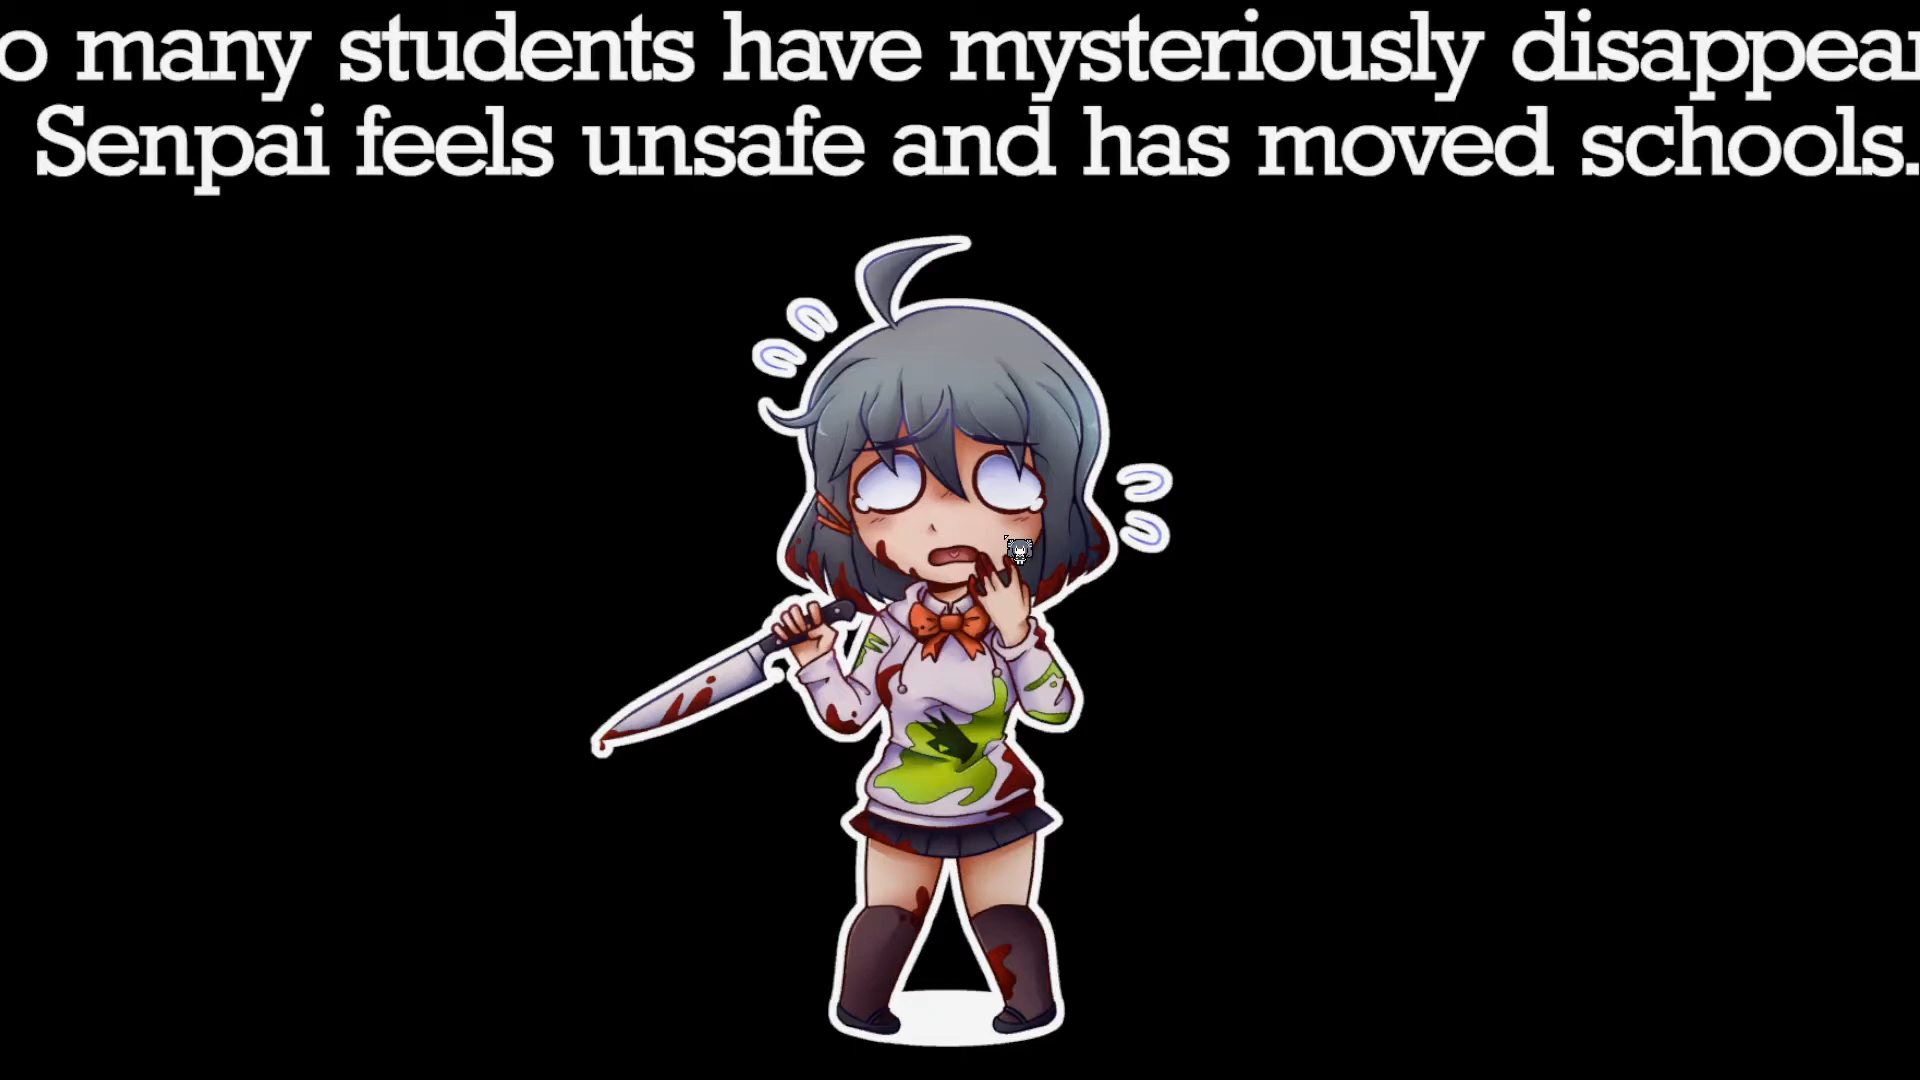 o many students have mysteriously disappear
Senpai feels unsafe and has moved schools.